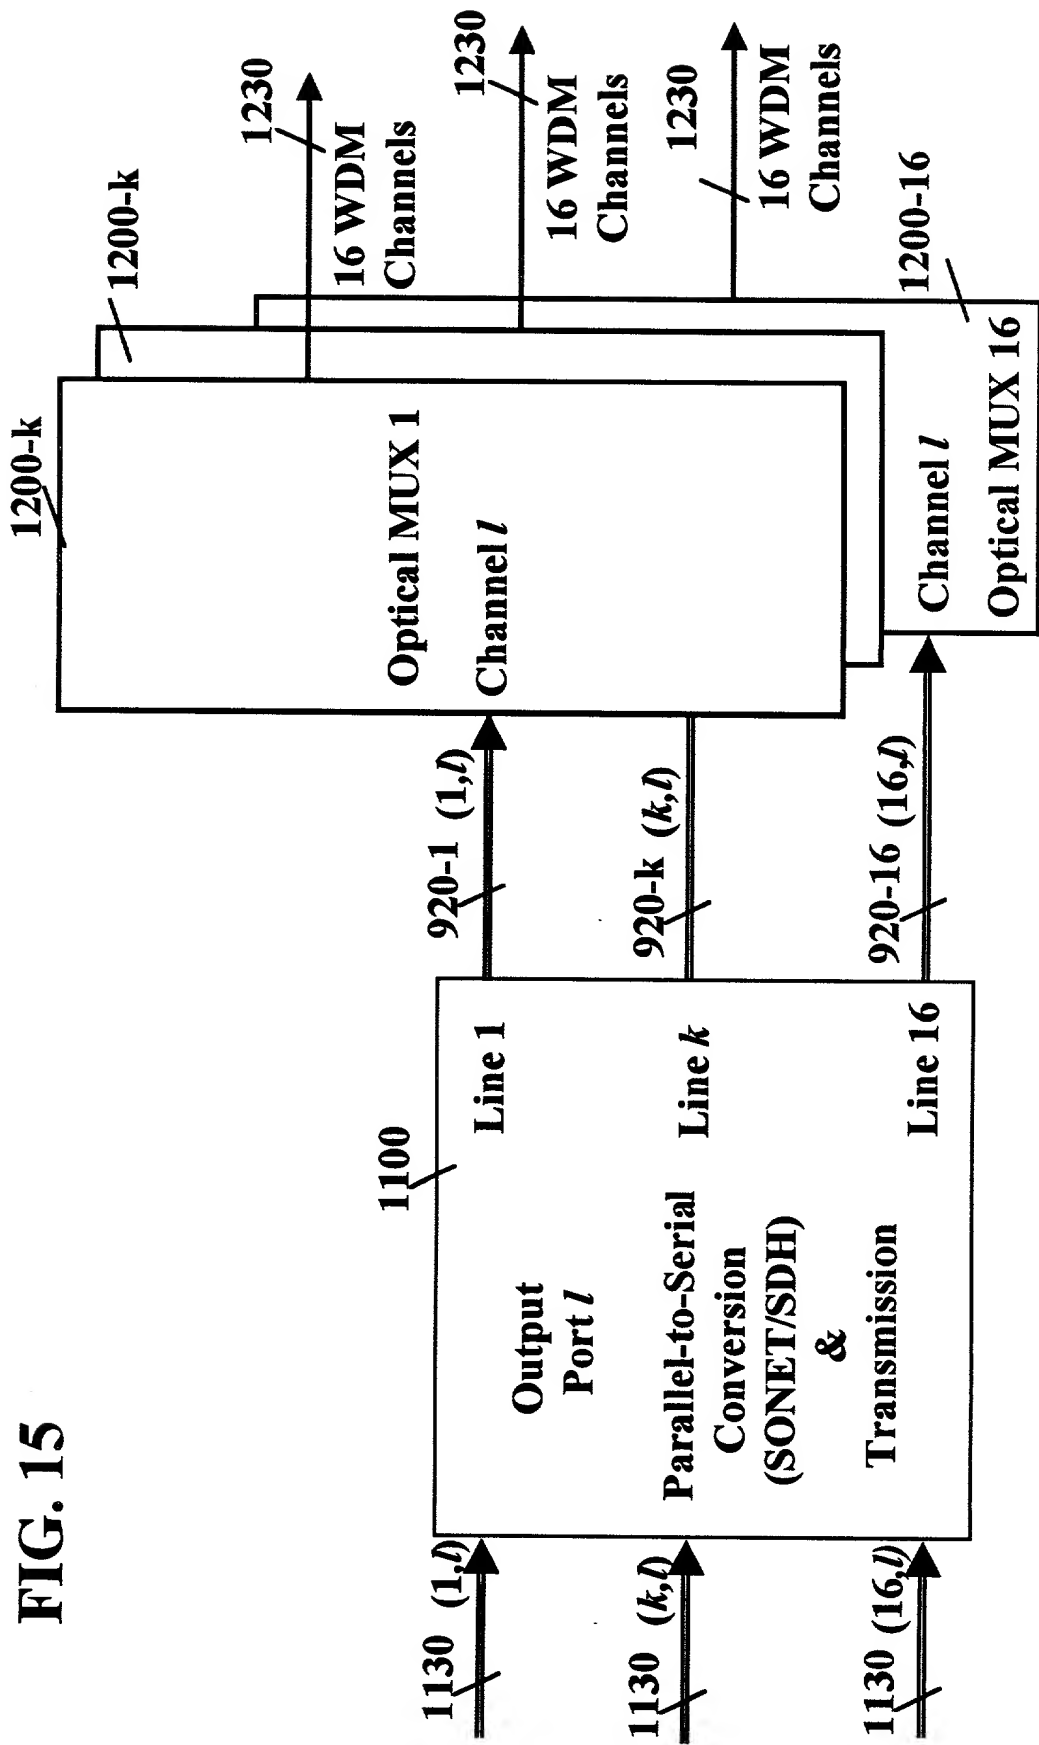 FIG. 15
1130 (1,l)
1130 (k,l)
1130 (16,l)
1100
Output
Port l
Parallel-to-Serial
Conversion
(SONET/SDH)
&
Transmission
Line 1
Line k
Line 16
920-1 (1,l)
920-k (k,l)
920-16 (16,l)
1200-k
Optical MUX 1
Channel l
1200-k
Channel l
Optical MUX 16
1200-16
1230
16 WDM
Channels
1230
16 WDM
Channels
1230
16 WDM
Channels